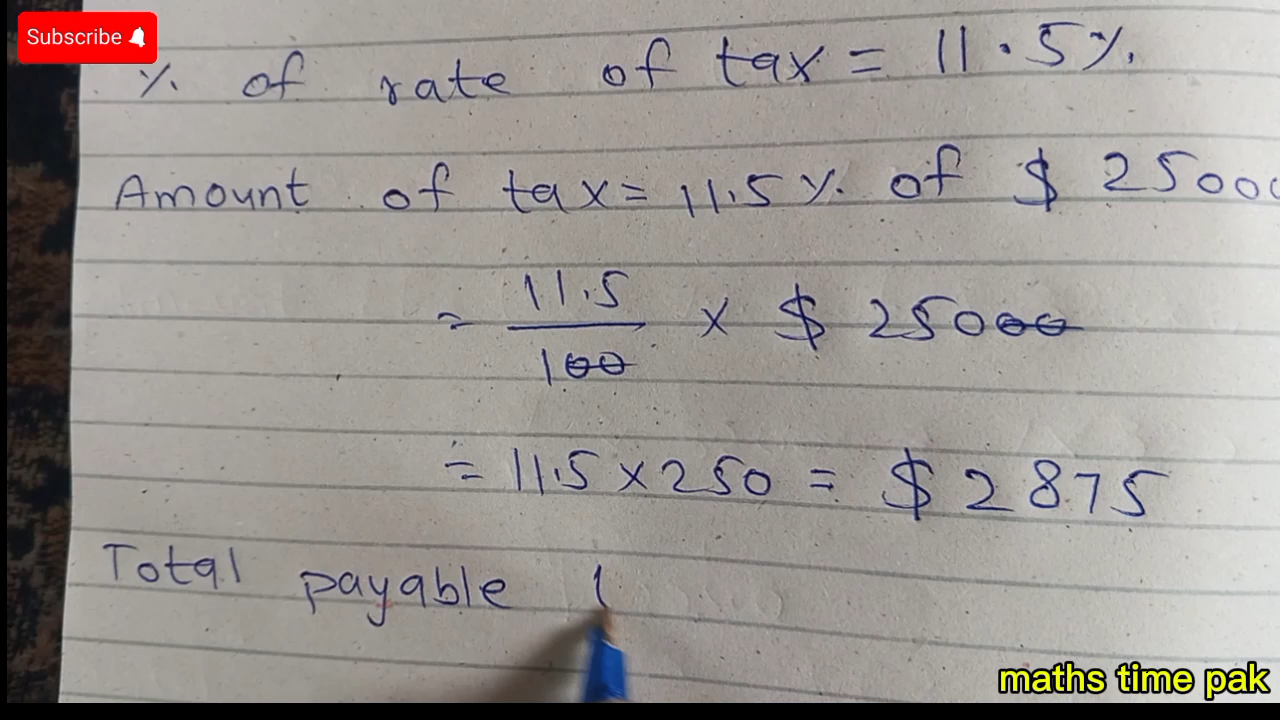 Subscribe
% of rate of tax = 11.5%
Amount of tax = 11.5% of $ 25000
= 11.5/100 × $ 25000
= 11.5 × 250 = $ 2875
Total payable
maths time pak